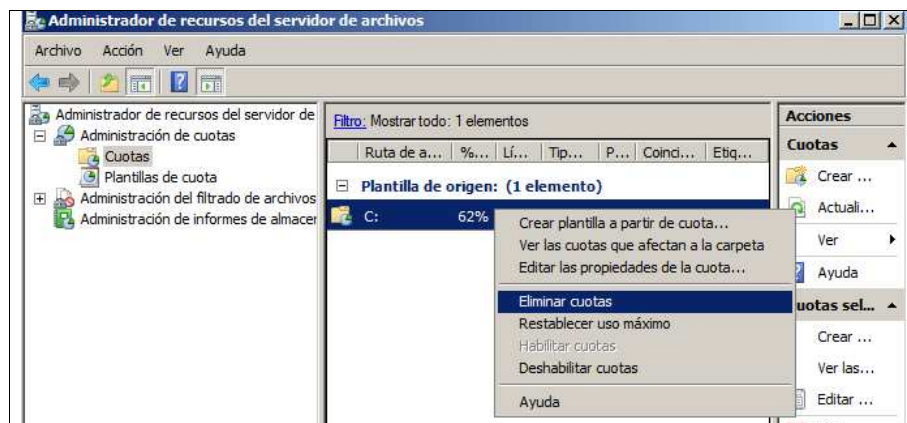 Administrador de recursos del servidor de archivos
Archivo Acción Ver Ayuda
Administrador de recursos del servidor de
Administración de cuotas
Cuotas
Plantillas de cuota
Administración del filtrado de archivos
Administración de informes de almacer
Filtro: Mostrar todo: 1 elementos
Ruta de a... %... Lí... Tip... P... Coinci... Etiq...
Plantilla de origen: (1 elemento)
C: 62%
Crear plantilla a partir de cuota...
Ver las cuotas que afectan a la carpeta
Editar las propiedades de la cuota...
Eliminar cuotas
Restablecer uso máximo
Habilitar cuotas
Deshabilitar cuotas
Ayuda
Acciones
Cuotas
Crear ...
Actuali...
Ver
Ayuda
uotas sel...
Crear ...
Ver las...
Editar ...